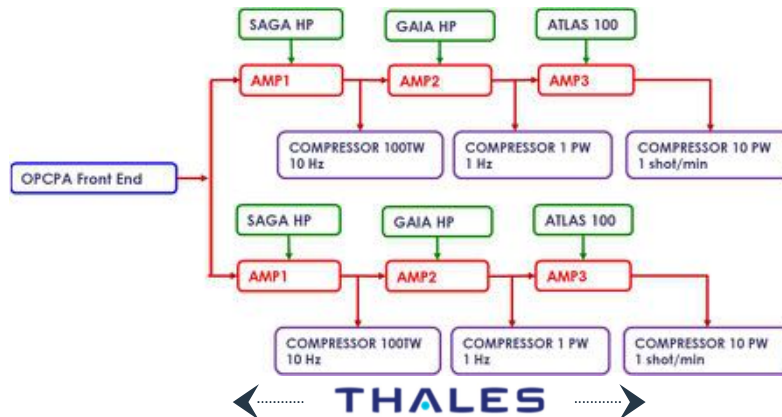 SAGA HP
GAIA HP
ATLAS 100
AMP1
AMP2
AMP3
COMPRESSOR 100TW
10 Hz
COMPRESSOR 1 PW
1 Hz
COMPRESSOR 10 PW
1 shot/min
OPCPA Front End
SAGA HP
GAIA HP
ATLAS 100
AMP1
AMP2
AMP3
COMPRESSOR 100TW
10 Hz
COMPRESSOR 1 PW
1 Hz
COMPRESSOR 10 PW
1 shot/min
THALES